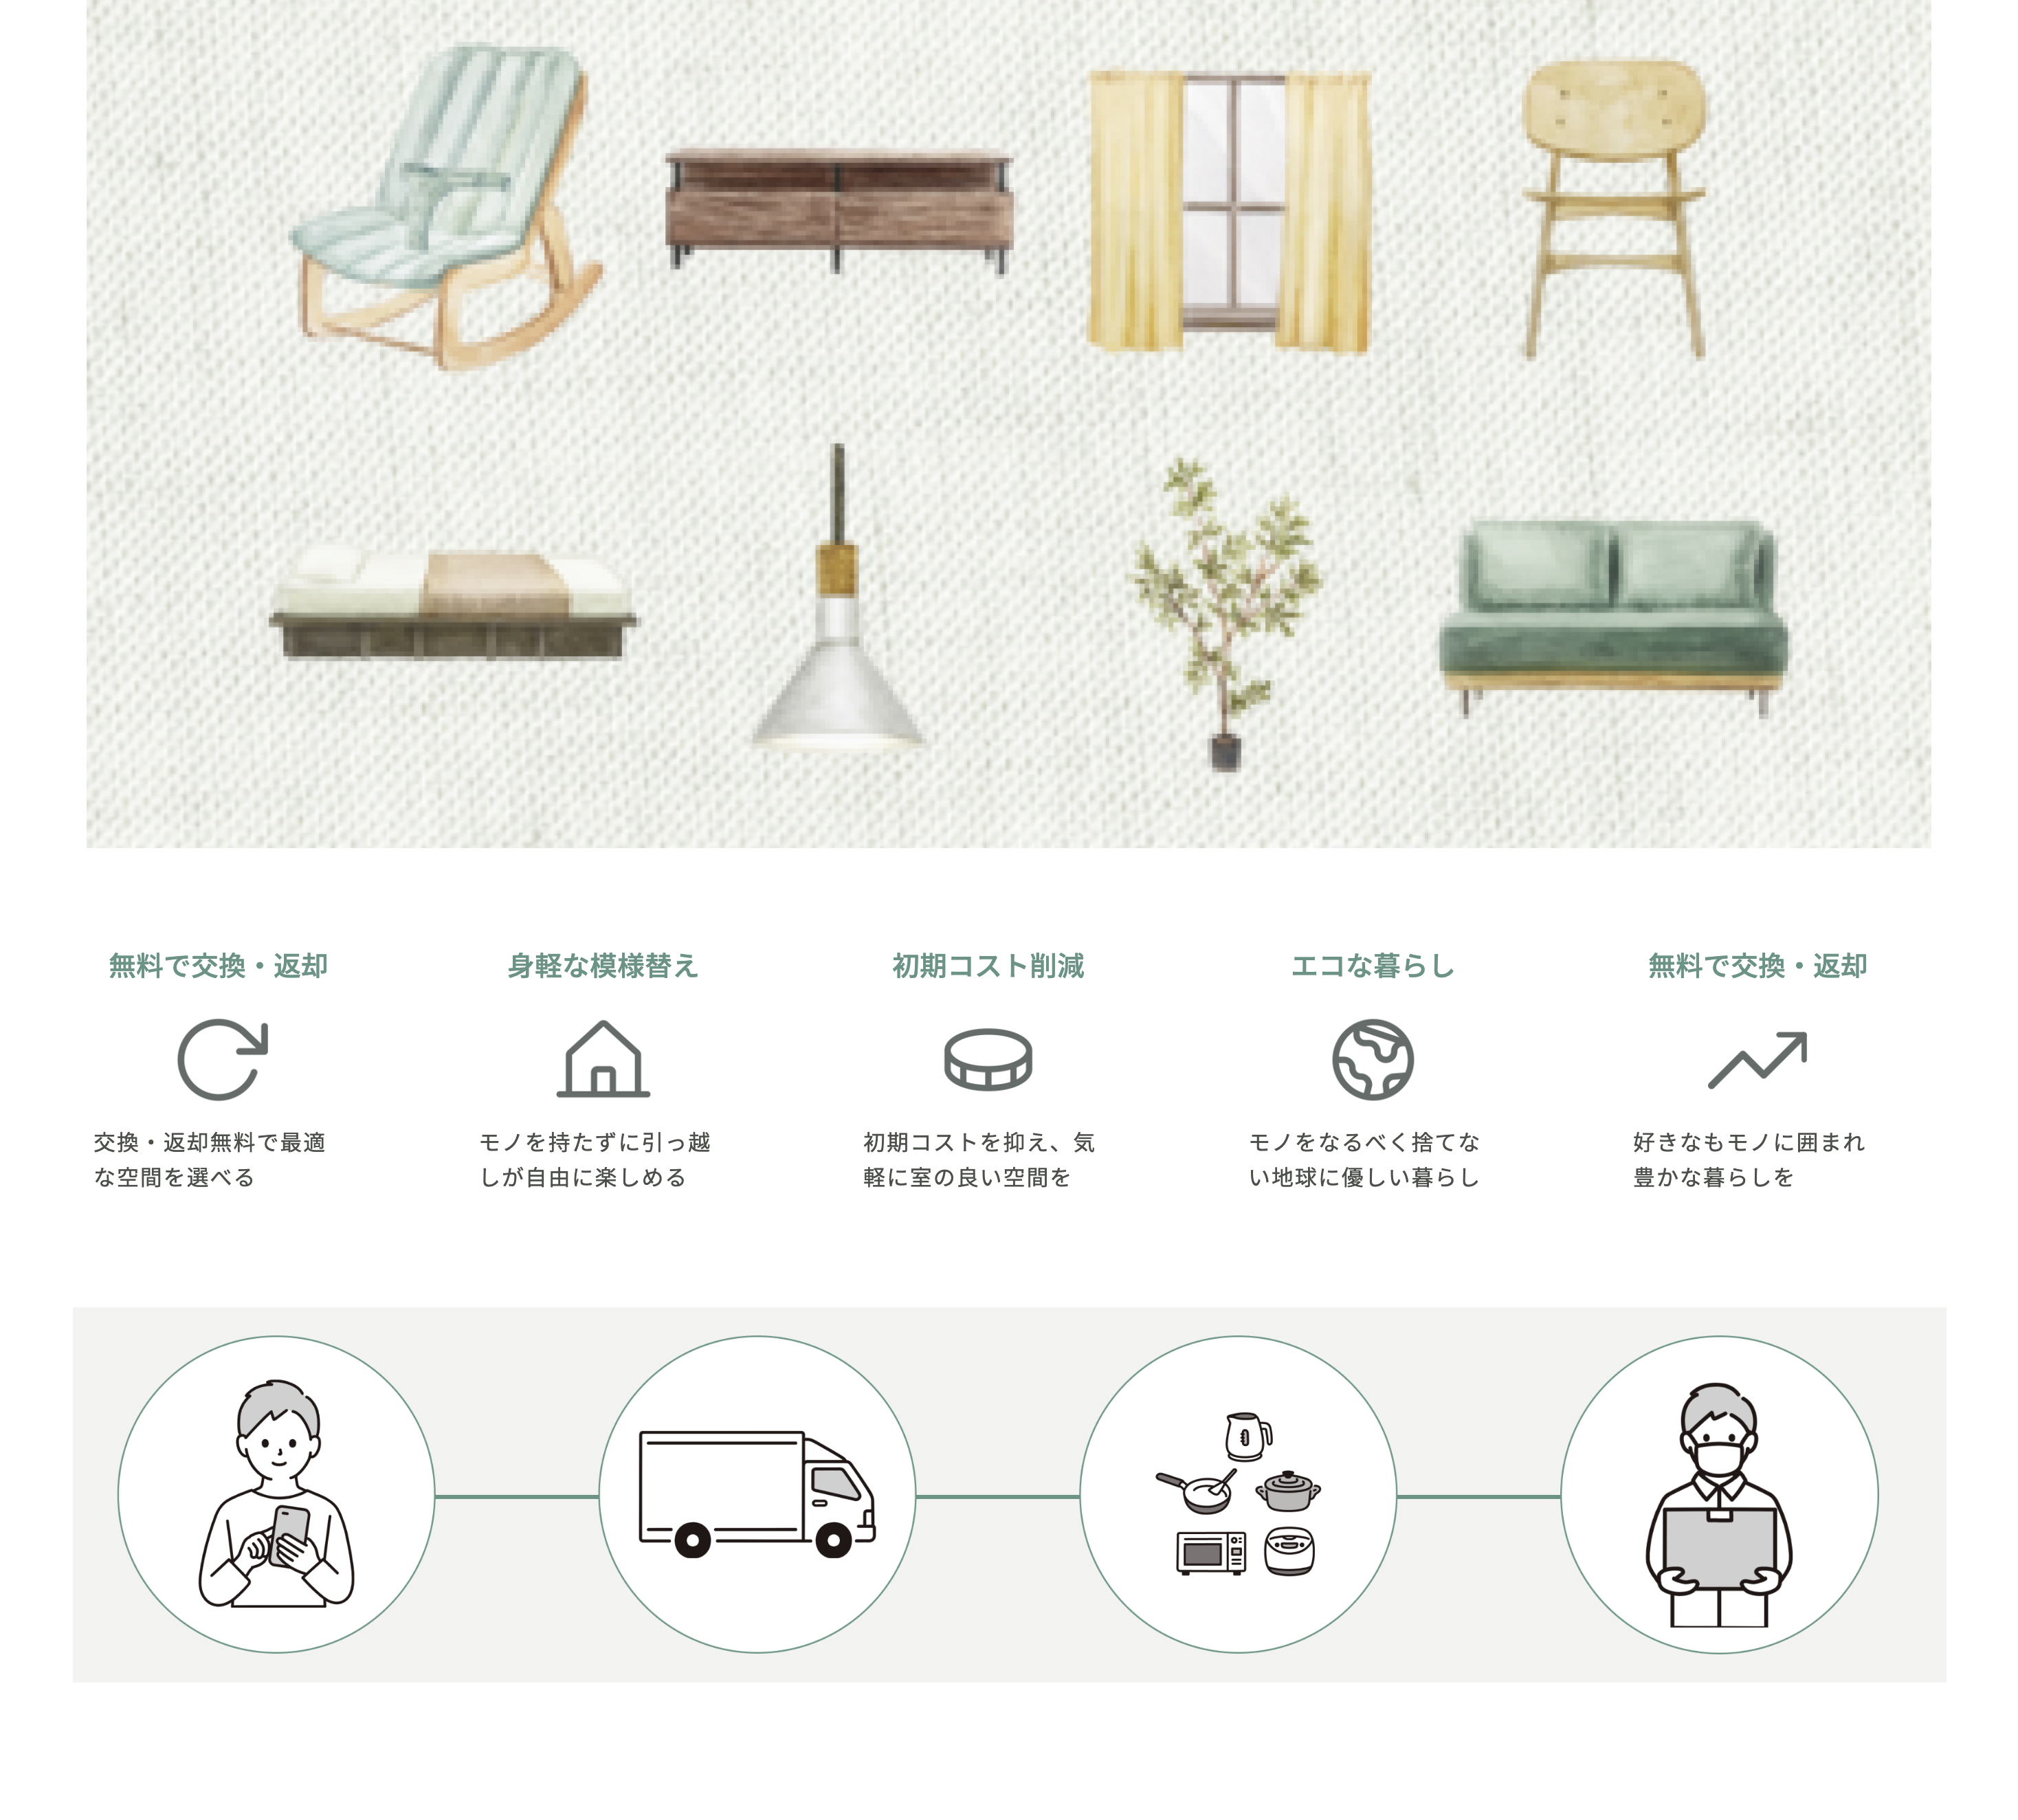 無料で交換・返却
身軽な模様替え
初期コスト削減
エコな暮らし
無料で交換・返却
交換・返却無料で最適
な空間を選べる
モノを持たずに引っ越
しが自由に楽しめる
初期コストを抑え、気
軽に室の良い空間を
モノをなるべく捨てな
い地球に優しい暮らし
好きなもモノに囲まれ
豊かな暮らしを